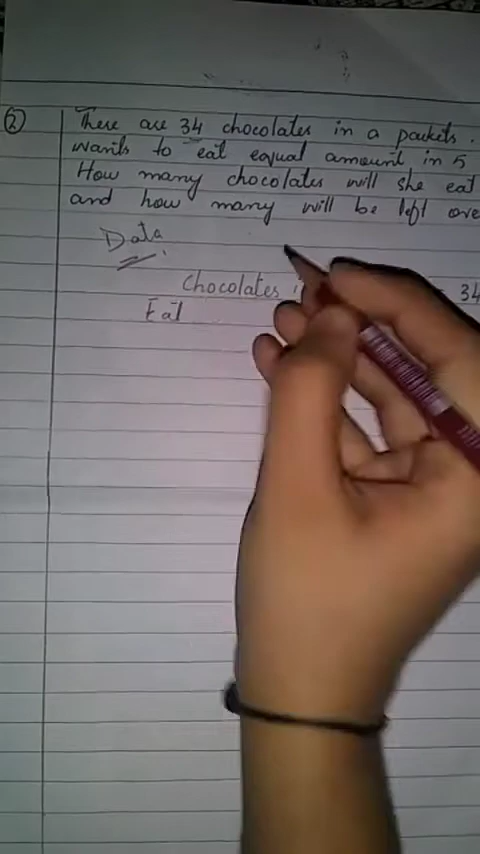 2
There are 34 chocolates in a packets.
wants to eat equal amount in 5
How many chocolates will she eat
and how many will be left over
Data
Chocolates 34
Eat